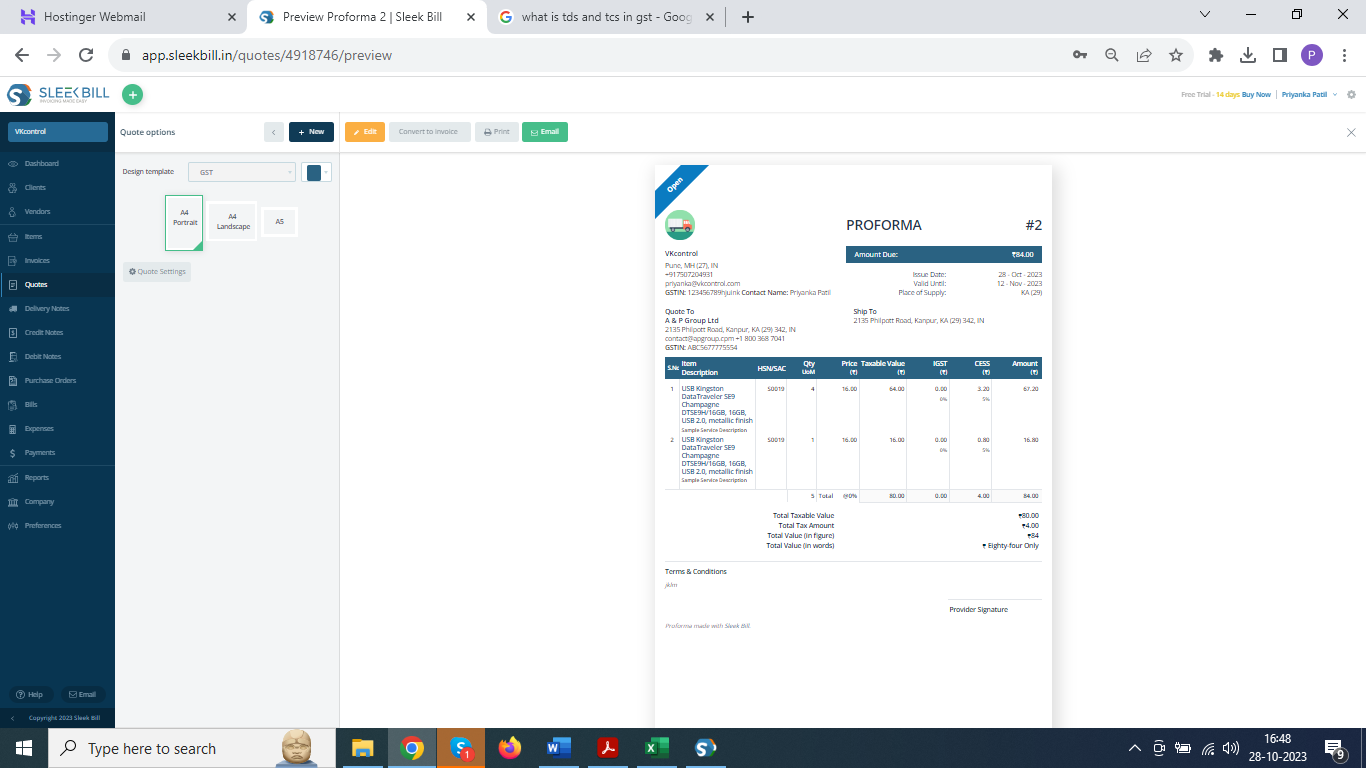 Hostinger Webmail
Preview Proforma 2 | Sleek Bill
what is tds and tcs in gst - Goog
app.sleekbill.in/quotes/4918746/preview
P
SLEEK BILL
INVOICING MADE EASY
Free Trial - 14 days Buy Now | Priyanka Patil
VKcontrol
Dashboard
Clients
Vendors
Items
Invoices
Quotes
Delivery Notes
Credit Notes
Debit Notes
Purchase Orders
Bills
Expenses
Payments
Reports
Company
Preferences
Help
Email
Copyright 2023 Sleek Bill
Quote options
New
Design template
GST
A4 Portrait
A4 Landscape
A5
Quote Settings
Edit
Convert to invoice
Print
Email
Open
PROFORMA #2
Amount Due: ₹84.00
Issue Date: 28 - Oct - 2023
Valid Until: 12 - Nov - 2023
Place of Supply: KA (29)
VKcontrol
Pune, MH (27), IN
+917507204931
priyanka@vkcontrol.com
GSTIN: 123456789hjuink Contact Name: Priyanka Patil
Quote To
A & P Group Ltd
2135 Philpott Road, Kanpur, KA (29) 342, IN
contact@apgroup.cpm +1 800 368 7041
GSTIN: ABC5677775554
Ship To
2135 Philpott Road, Kanpur, KA (29) 342, IN
S.No Item Description HSN/SAC Qty UoM Price (₹) Taxable Value (₹) IGST (₹) CESS (₹) Amount (₹)
1 USB Kingston 50019 4 16.00 64.00 0.00 3.20 67.20
DataTraveler SE9 0% 5%
Champagne
DTSE9H/16GB, 16GB,
USB 2.0, metallic finish
Sample Service Description
2 USB Kingston 50019 1 16.00 16.00 0.00 0.80 16.80
DataTraveler SE9 0% 5%
Champagne
DTSE9H/16GB, 16GB,
USB 2.0, metallic finish
Sample Service Description
5 Total @0% 80.00 0.00 4.00 84.00
Total Taxable Value ₹80.00
Total Tax Amount ₹4.00
Total Value (in figure) ₹84
Total Value (in words) ₹ Eighty-four Only
Terms & Conditions
jklm
Provider Signature
Proforma made with Sleek Bill.
Type here to search
1
16:48
28-10-2023
9